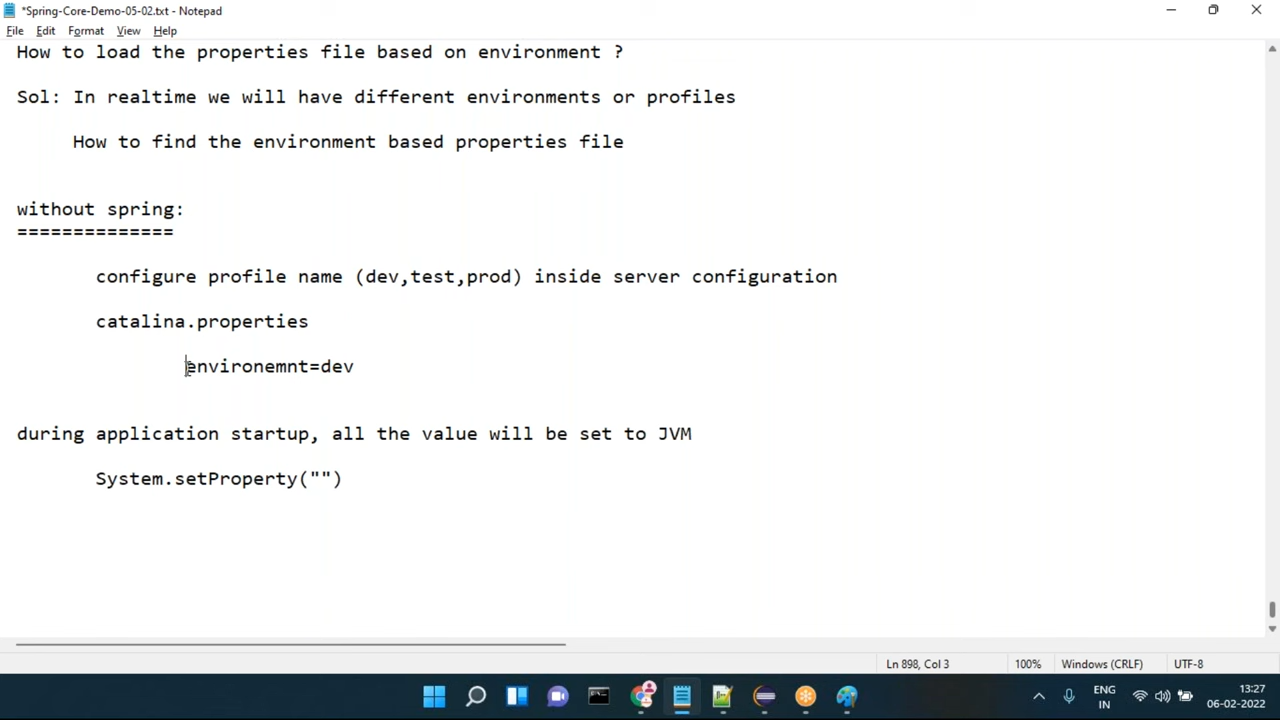 *Spring-Core-Demo-05-02.txt - Notepad
File Edit Format View Help
How to load the properties file based on environment ?
Sol: In realtime we will have different environments or profiles
How to find the environment based properties file
without spring:
==============
configure profile name (dev,test,prod) inside server configuration
catalina.properties
environemnt=dev
during application startup, all the value will be set to JVM
System.setProperty("")
Ln 898, Col 3 100% Windows (CRLF) UTF-8
ENG 13:27
IN 06-02-2022